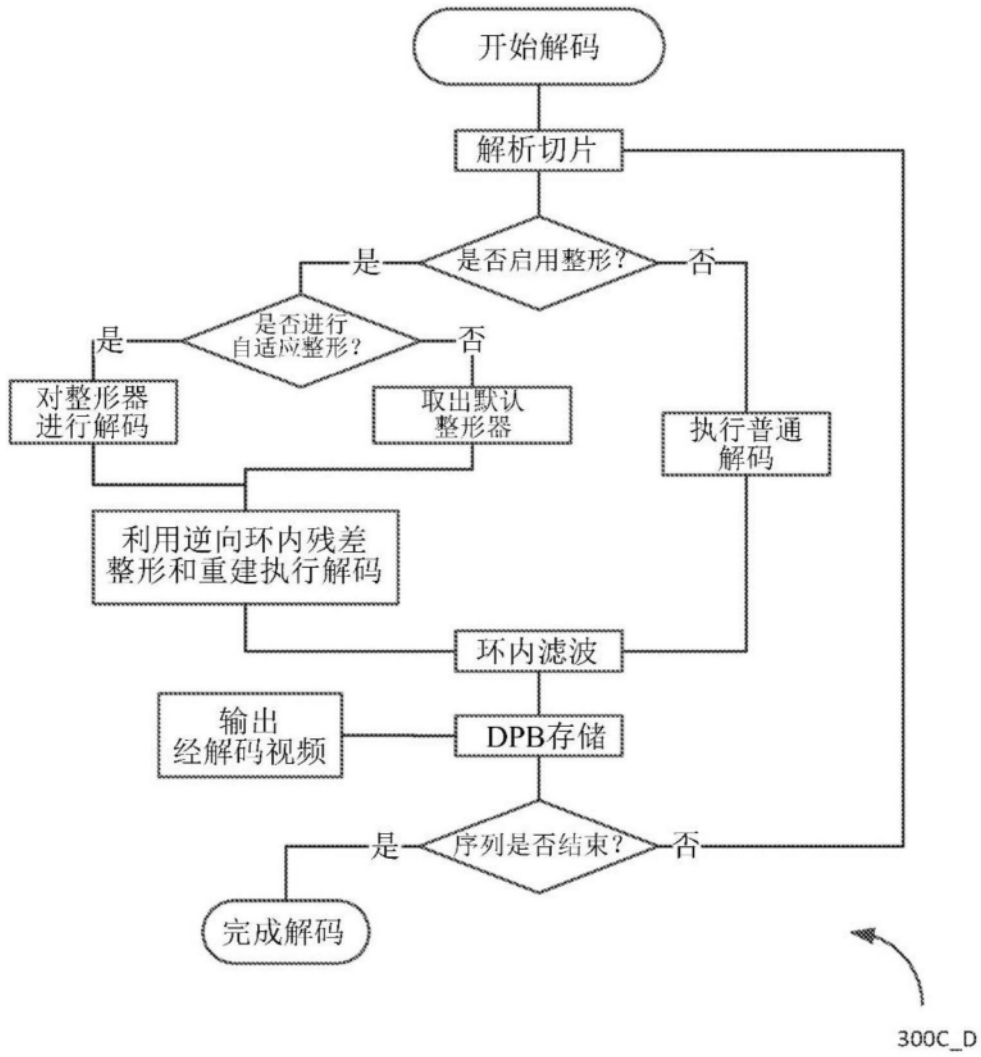 开始解码
解析切片
是否启用整形？
是
否
是否进行
自适应整形？
是
否
对整形器
进行解码
取出默认
整形器
执行普通
解码
利用逆向环内残差
整形和重建执行解码
环内滤波
输出
经解码视频
DPB存储
序列是否结束？
是
否
完成解码
300C_D